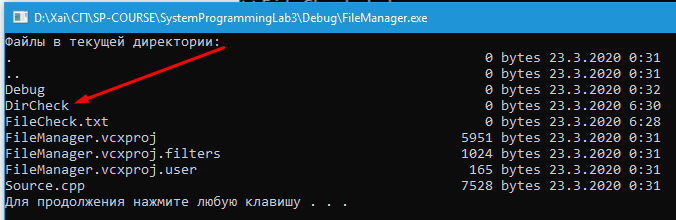 D:\Xai\СП\SP-COURSE\SystemProgrammingLab3\Debug\FileManager.exe
Файлы в текущей директории:
. 0 bytes 23.3.2020 0:31
.. 0 bytes 23.3.2020 0:31
Debug 0 bytes 23.3.2020 0:32
DirCheck 0 bytes 23.3.2020 6:30
FileCheck.txt 0 bytes 23.3.2020 6:28
FileManager.vcxproj 5951 bytes 23.3.2020 0:31
FileManager.vcxproj.filters 1024 bytes 23.3.2020 0:31
FileManager.vcxproj.user 165 bytes 23.3.2020 0:31
Source.cpp 7528 bytes 23.3.2020 0:31
Для продолжения нажмите любую клавишу . . .